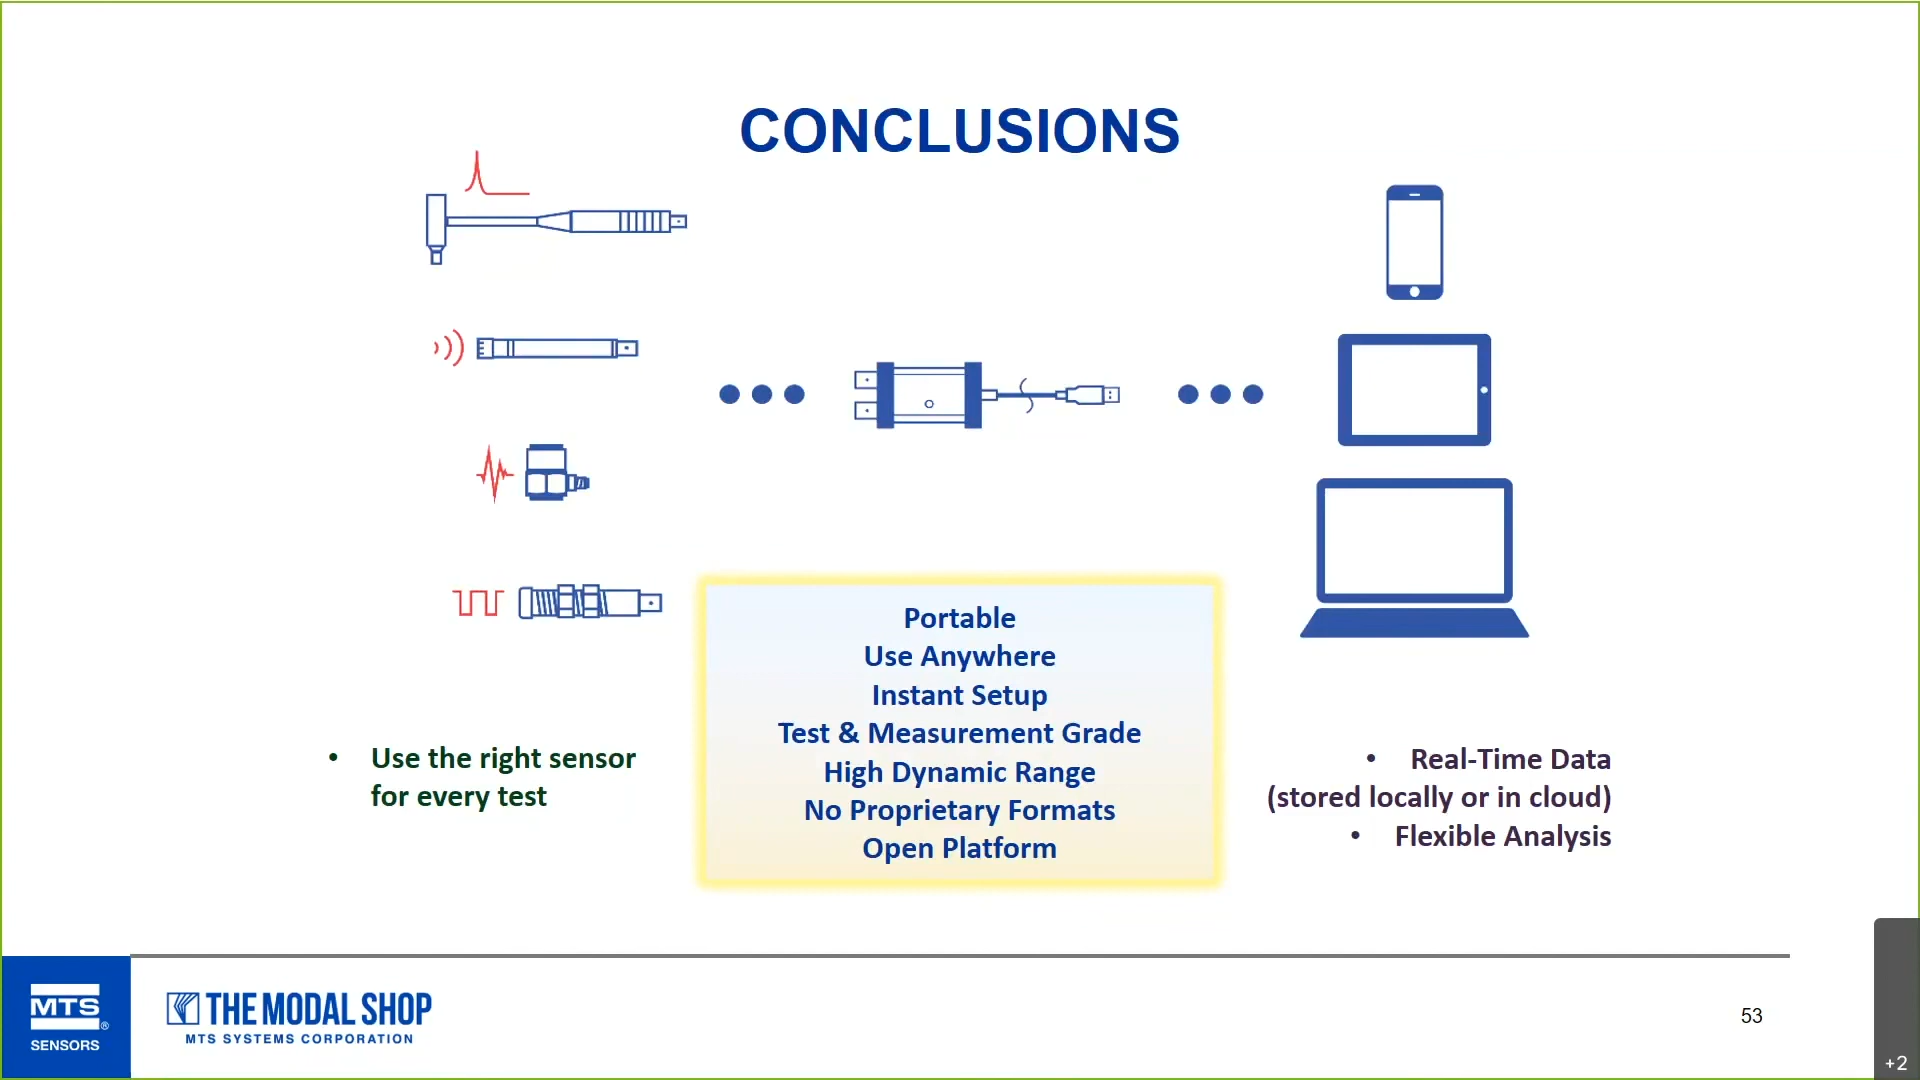 CONCLUSIONS
Portable
Use Anywhere
Instant Setup
Test & Measurement Grade
High Dynamic Range
No Proprietary Formats
Open Platform
• Use the right sensor
for every test
• Real-Time Data
(stored locally or in cloud)
• Flexible Analysis
MTS®
SENSORS
THE MODAL SHOP
MTS SYSTEMS CORPORATION
53
+2